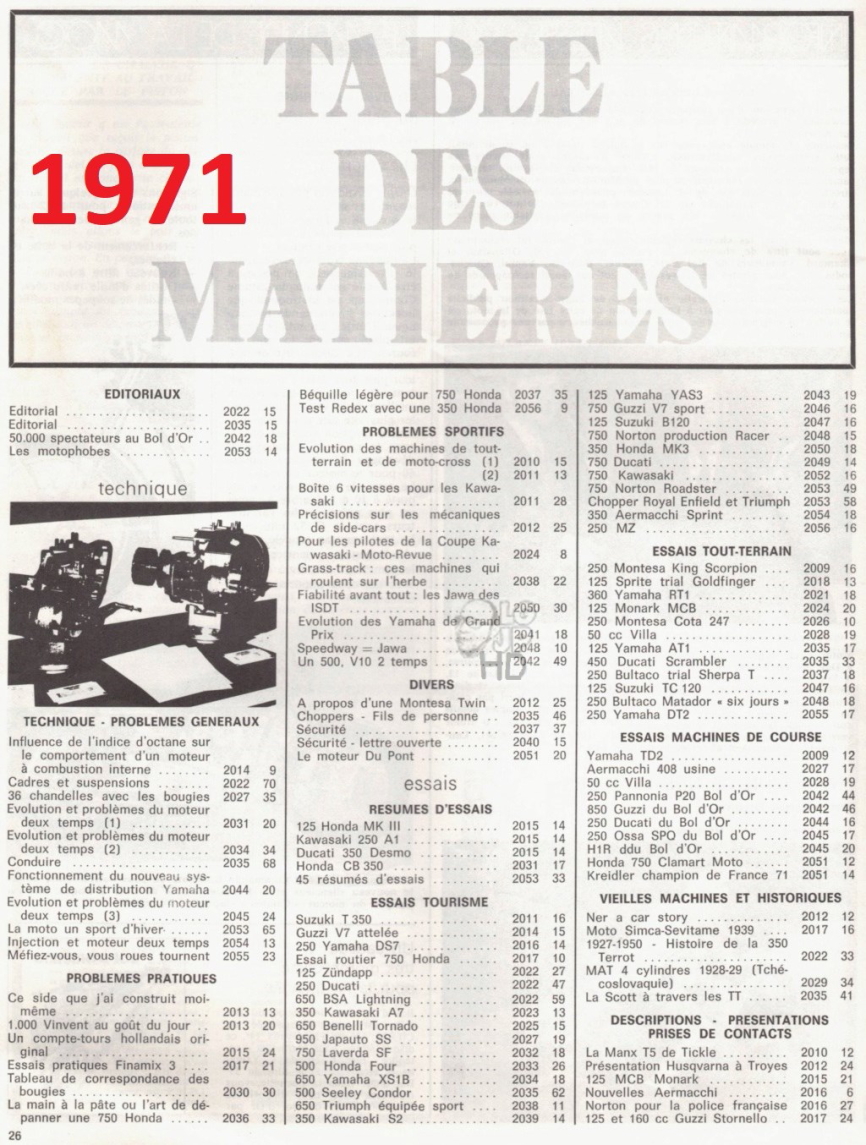 TABLE
DES
MATIERES
1971
EDITORIAUX
Editorial ........................ 2022 15
Editorial ........................ 2035 15
50.000 spectateurs au Bol d'Or .. 2042 18
Les motophobes ............... 2053 14
technique
TECHNIQUE - PROBLEMES GENERAUX
Influence de l'indice d'octane sur
le comportement d'un moteur
à combustion interne ........ 2014 9
Cadres et suspensions ......... 2022 70
36 chandelles avec les bougies 2027 35
Evolution et problèmes du moteur
deux temps (1) ............. 2031 20
Evolution et problèmes du moteur
deux temps (2) ............. 2034 34
Conduire ...................... 2035 68
Fonctionnement du nouveau sys-
tème de distribution Yamaha 2044 20
Evolution et problèmes du moteur
deux temps (3) ............. 2045 24
La moto un sport d'hiver ....... 2053 65
Injection et moteur deux temps 2054 13
Méfiez-vous, vous roues tournent 2055 23
PROBLEMES PRATIQUES
Ce side que j'ai construit moi-
même ...................... 2013 13
1.000 Vinvent au goût du jour .. 2013 20
Un compte-tours hollandais ori-
ginal ....................... 2015 24
Essais pratiques Finamix 3 ..... 2017 21
Tableau de correspondance des
bougies ..................... 2030 30
La main à la pâte ou l'art de dé-
panner une 750 Honda ...... 2036 33
26
Béquille légère pour 750 Honda 2037 35
Test Redex avec une 350 Honda 2056 9
PROBLEMES SPORTIFS
Evolution des machines de tout-
terrain et de moto-cross (1) 2010 15
(2) 2011 13
Boîte 6 vitesses pour les Kawa-
saki ........................ 2011 28
Précisions sur les mécaniques
de side-cars ................ 2012 25
Pour les pilotes de la Coupe Ka-
wasaki - Moto-Revue ........ 2024 8
Grass-track : ces machines qui
roulent sur l'herbe .......... 2038 22
Fiabilité avant tout : les Jawa des
ISDT ....................... 2050 30
Evolution des Yamaha de Grand
Prix ........................ 2041 18
Speedway = Jawa ............. 2048 10
Un 500, V10 2 temps .......... 2042 49
LOJO
HD
DIVERS
A propos d'une Montesa Twin . 2012 25
Choppers - Fils de personne .. 2035 46
Sécurité ....................... 2037 37
Sécurité - lettre ouverte ....... 2040 15
Le moteur Du Pont ............ 2051 20
essais
RESUMES D'ESSAIS
125 Honda MK III ............. 2015 14
Kawasaki 250 A1 .............. 2015 14
Ducati 350 Desmo ............. 2015 14
Honda CB 350 ................ 2031 17
45 résumés d'essais ........... 2053 33
ESSAIS TOURISME
Suzuki T 350 .................. 2011 16
Guzzi V7 attelée .............. 2014 15
250 Yamaha DS7 .............. 2016 14
Essai routier 750 Honda ....... 2017 10
125 Zündapp .................. 2022 27
250 Ducati .................... 2022 47
650 BSA Lightning ............ 2022 59
350 Kawasaki A7 .............. 2023 13
650 Benelli Tornado ........... 2025 15
950 Japauto SS ............... 2027 19
750 Laverda SF ............... 2032 18
500 Honda Four ............... 2033 26
650 Yamaha XS1B ............. 2034 18
500 Seeley Condor ............ 2035 62
650 Triumph équipée sport .... 2038 11
350 Kawasaki S2 .............. 2039 14
125 Yamaha YAS3 ............ 2043 19
750 Guzzi V7 sport ............ 2046 16
125 Suzuki B120 .............. 2047 16
750 Norton production Racer .. 2048 15
350 Honda MK3 ............... 2050 18
750 Ducati .................... 2049 14
750 Kawasaki ................. 2052 16
750 Norton Roadster .......... 2053 49
Chopper Royal Enfield et Triumph 2053 58
350 Aermacchi Sprint .......... 2054 18
250 MZ ...................... 2056 16
ESSAIS TOUT-TERRAIN
250 Montesa King Scorpion .... 2009 16
125 Sprite trial Goldfinger ..... 2018 13
360 Yamaha RT1 .............. 2021 18
125 Monark MCB ............. 2024 20
250 Montesa Cota 247 ......... 2026 10
50 cc Villa .................... 2028 19
125 Yamaha AT1 .............. 2035 17
450 Ducati Scrambler ......... 2035 33
250 Bultaco trial Sherpa T .... 2037 18
125 Suzuki TC 120 ............ 2047 16
250 Bultaco Matador « six jours » 2048 18
250 Yamaha DT2 .............. 2055 17
ESSAIS MACHINES DE COURSE
Yamaha TD2 .................. 2009 12
Aermacchi 408 usine .......... 2027 17
50 cc Villa .................... 2028 19
250 Pannonia P20 Bol d'Or .... 2042 44
850 Guzzi du Bol d'Or ........ 2042 46
250 Ducati du Bol d'Or ....... 2044 16
250 Ossa SPO du Bol d'Or .... 2045 17
H1R ddu Bol d'Or ............ 2045 20
Honda 750 Clamart Moto ...... 2051 12
Kreidler champion de France 71 2051 14
VIEILLES MACHINES ET HISTORIQUES
Ner a car story ............... 2012 12
Moto Simca-Sevitame 1939 .... 2017 16
1927-1950 - Histoire de la 350
Terrot ...................... 2022 33
MAT 4 cylindres 1928-29 (Tché-
coslovaquie) ................ 2029 34
La Scott à travers les TT ...... 2035 41
DESCRIPTIONS - PRESENTATIONS
PRISES DE CONTACTS
La Manx T5 de Tickle ......... 2010 12
Présentation Husqvarna à Troyes 2012 24
125 MCB Monark .............. 2015 21
Nouvelles Aermacchi .......... 2016 6
Norton pour la police française 2016 27
125 et 160 cc Guzzi Stornello .. 2017 24